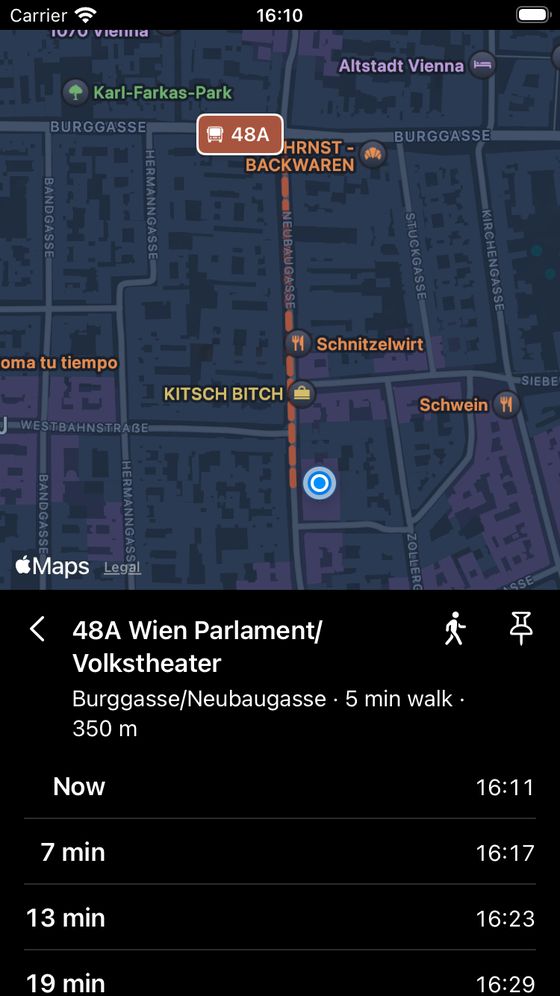 Carrier 16:10
1070 Vienna
Altstadt Vienna
Karl-Farkas-Park
BURGGASSE
48A
BURGGASSE
HRNST -
BACKWAREN
BANDGASSE
HERMANNGASSE
NEUBAUGASSE
STUCKGASSE
KIRCHENGASSE
Schnitzelwirt
oma tu tiempo
KITSCH BITCH
SIEBE
Schwein
WESTBAHNSTRAßE
BANDGASSE
HERMANNGASSE
ZOLLERG
Maps Legal
48A Wien Parlament/
Volkstheater
Burggasse/Neubaugasse · 5 min walk ·
350 m
Now 16:11
7 min 16:17
13 min 16:23
19 min 16:29